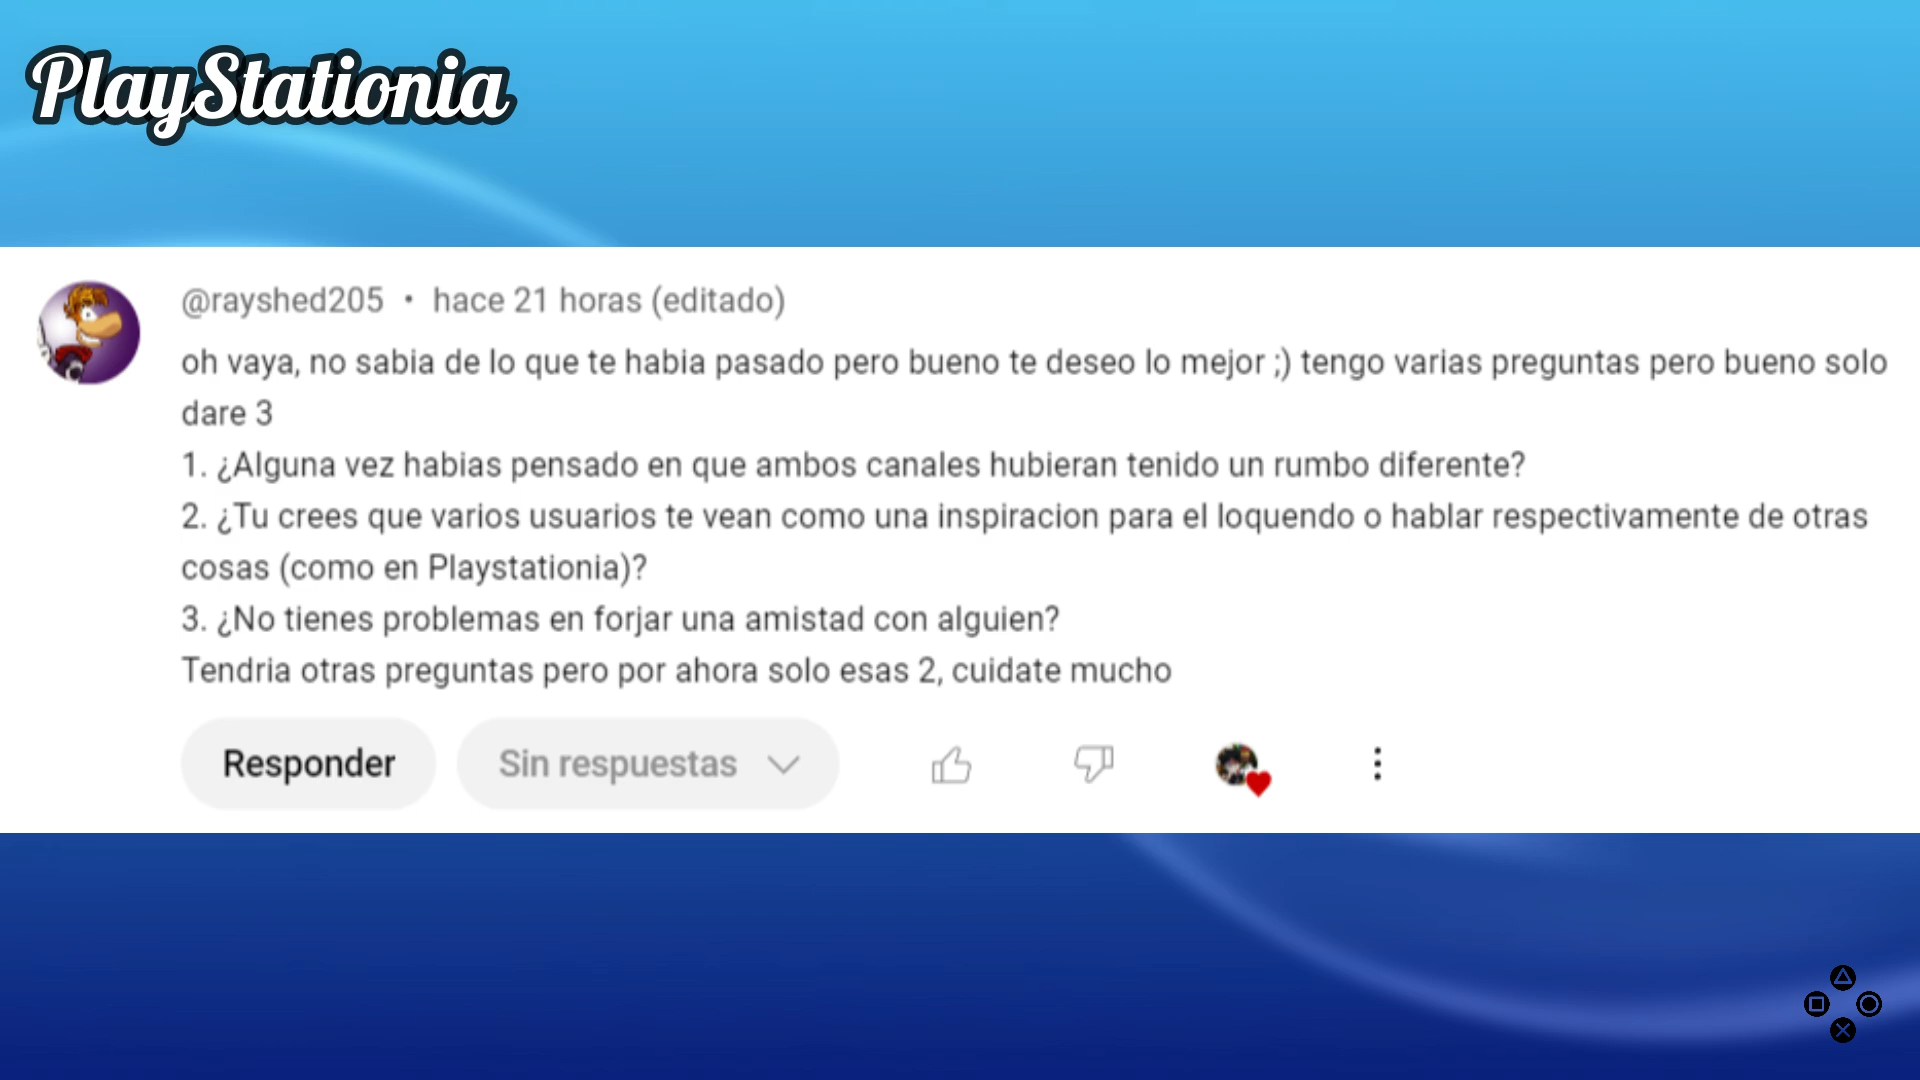 PlayStationia
@rayshed205 • hace 21 horas (editado)
oh vaya, no sabia de lo que te habia pasado pero bueno te deseo lo mejor ;) tengo varias preguntas pero bueno solo
dare 3
1. ¿Alguna vez habias pensado en que ambos canales hubieran tenido un rumbo diferente?
2. ¿Tu crees que varios usuarios te vean como una inspiracion para el loquendo o hablar respectivamente de otras
cosas (como en Playstationia)?
3. ¿No tienes problemas en forjar una amistad con alguien?
Tendria otras preguntas pero por ahora solo esas 2, cuidate mucho
Responder
Sin respuestas